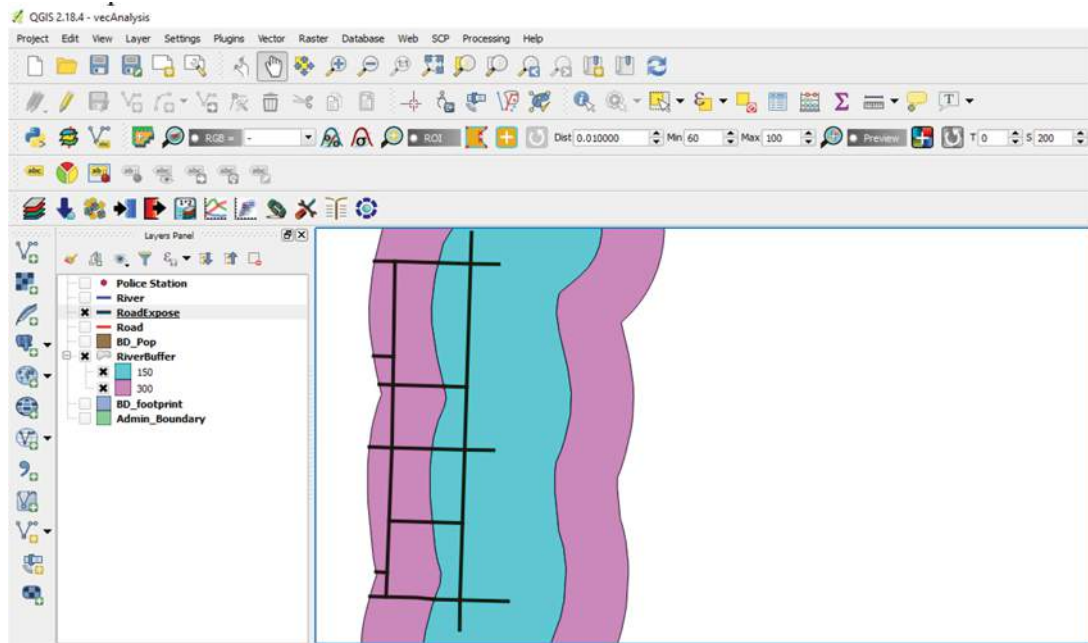 QGIS 2.18.4 - vecAnalysis
Project Edit View Layer Settings Plugins Vector Raster Database Web SCP Processing Help
RGB = - ROI Dist 0.010000 Min 60 Max 100 Preview T 0 S 200
abc
Layers Panel
Police Station
River
RoadExpose
Road
BD_Pop
RiverBuffer
150
300
BD_footprint
Admin_Boundary